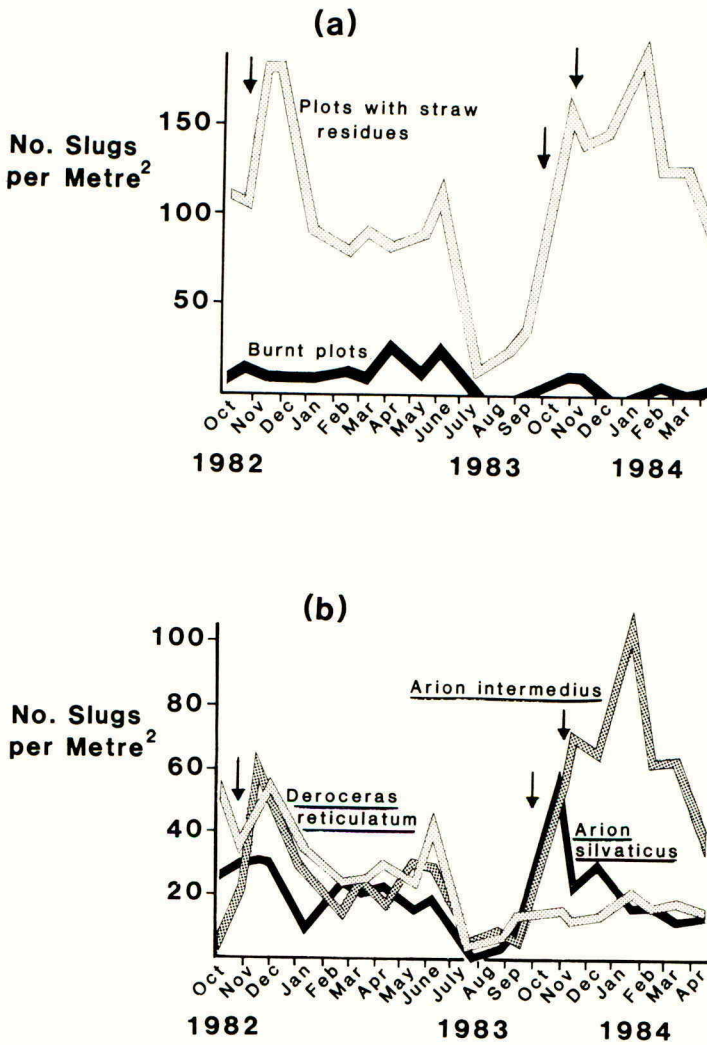 (a)
No. Slugs
per Metre²
150
100
50
Plots with straw
residues
Burnt plots
Oct Nov Dec Jan Feb Mar Apr May June July Aug Sep Oct Nov Dec Jan Feb Mar
1982 1983 1984
(b)
No. Slugs
per Metre²
100
80
60
40
20
Arion intermedius
Deroceras
reticulatum
Arion
silvaticus
Oct Nov Dec Jan Feb Mar Apr May June July Aug Sep Oct Nov Dec Jan Feb Mar Apr
1982 1983 1984